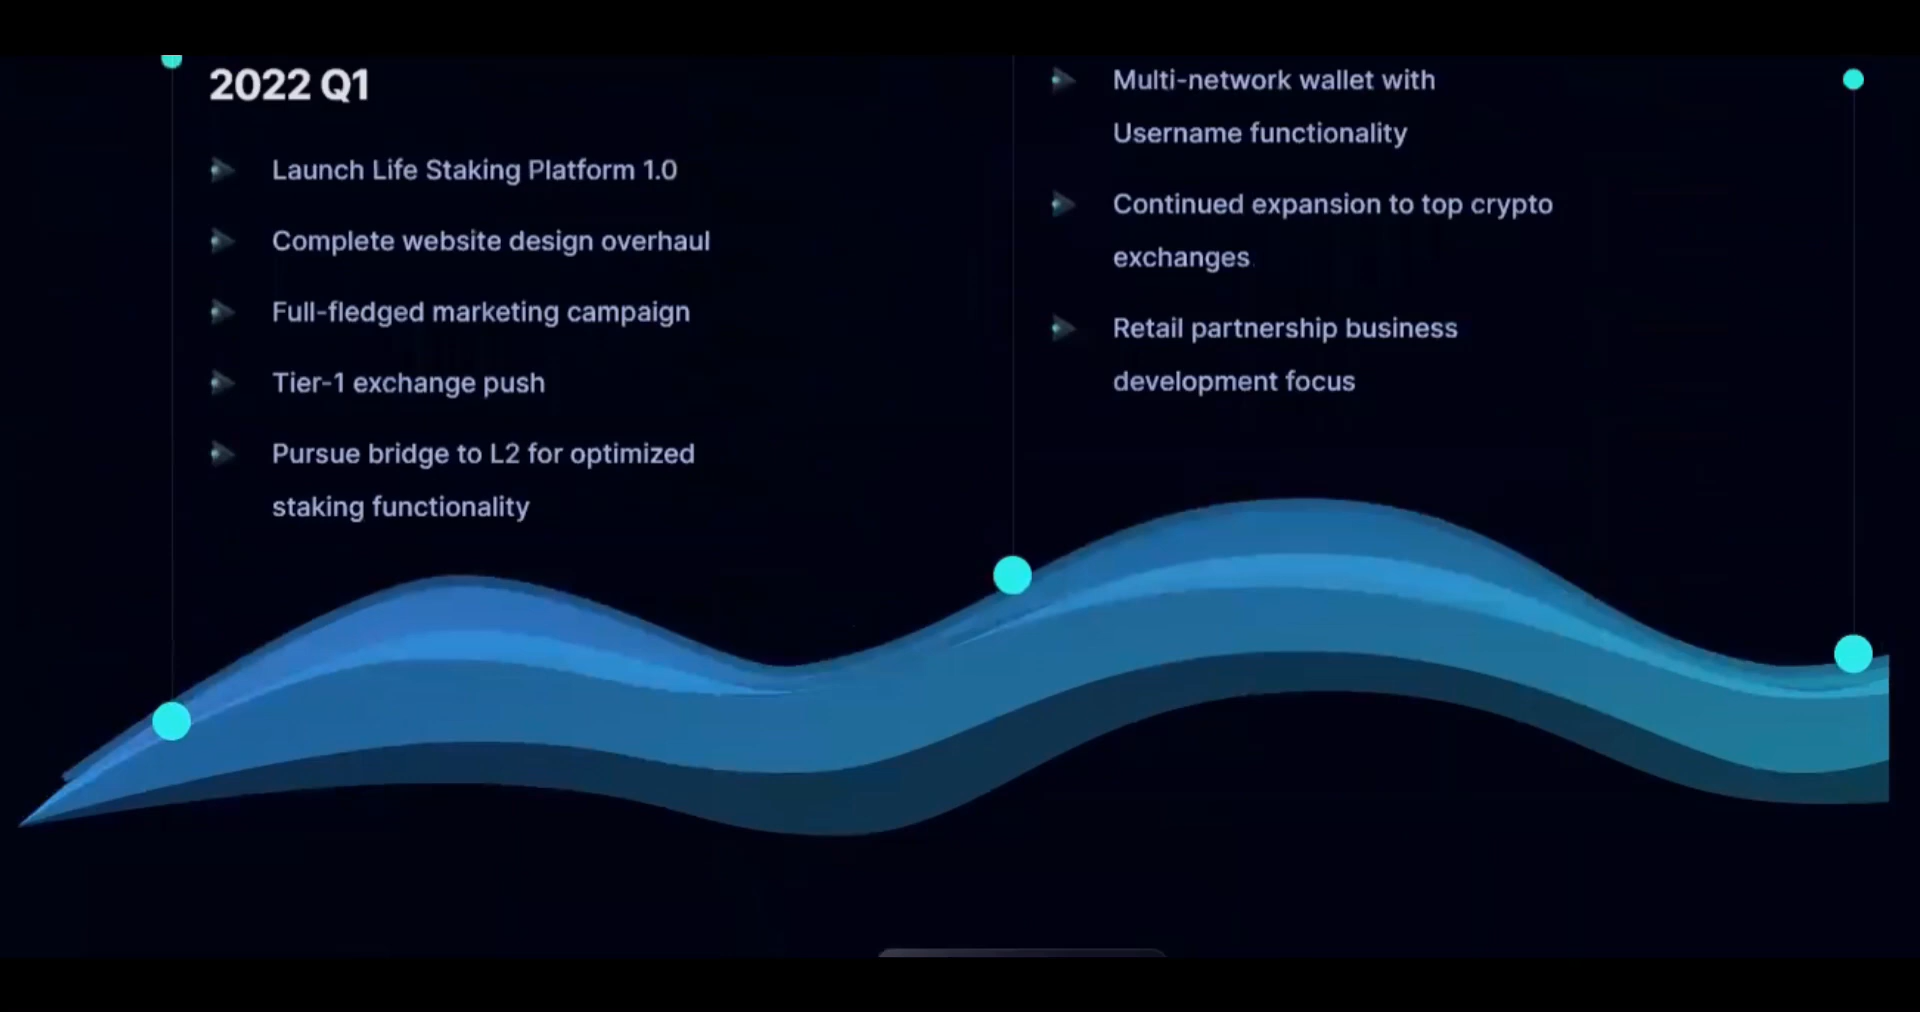 2022 Q1
Launch Life Staking Platform 1.0
Complete website design overhaul
Full-fledged marketing campaign
Tier-1 exchange push
Pursue bridge to L2 for optimized
staking functionality
Multi-network wallet with
Username functionality
Continued expansion to top crypto
exchanges
Retail partnership business
development focus